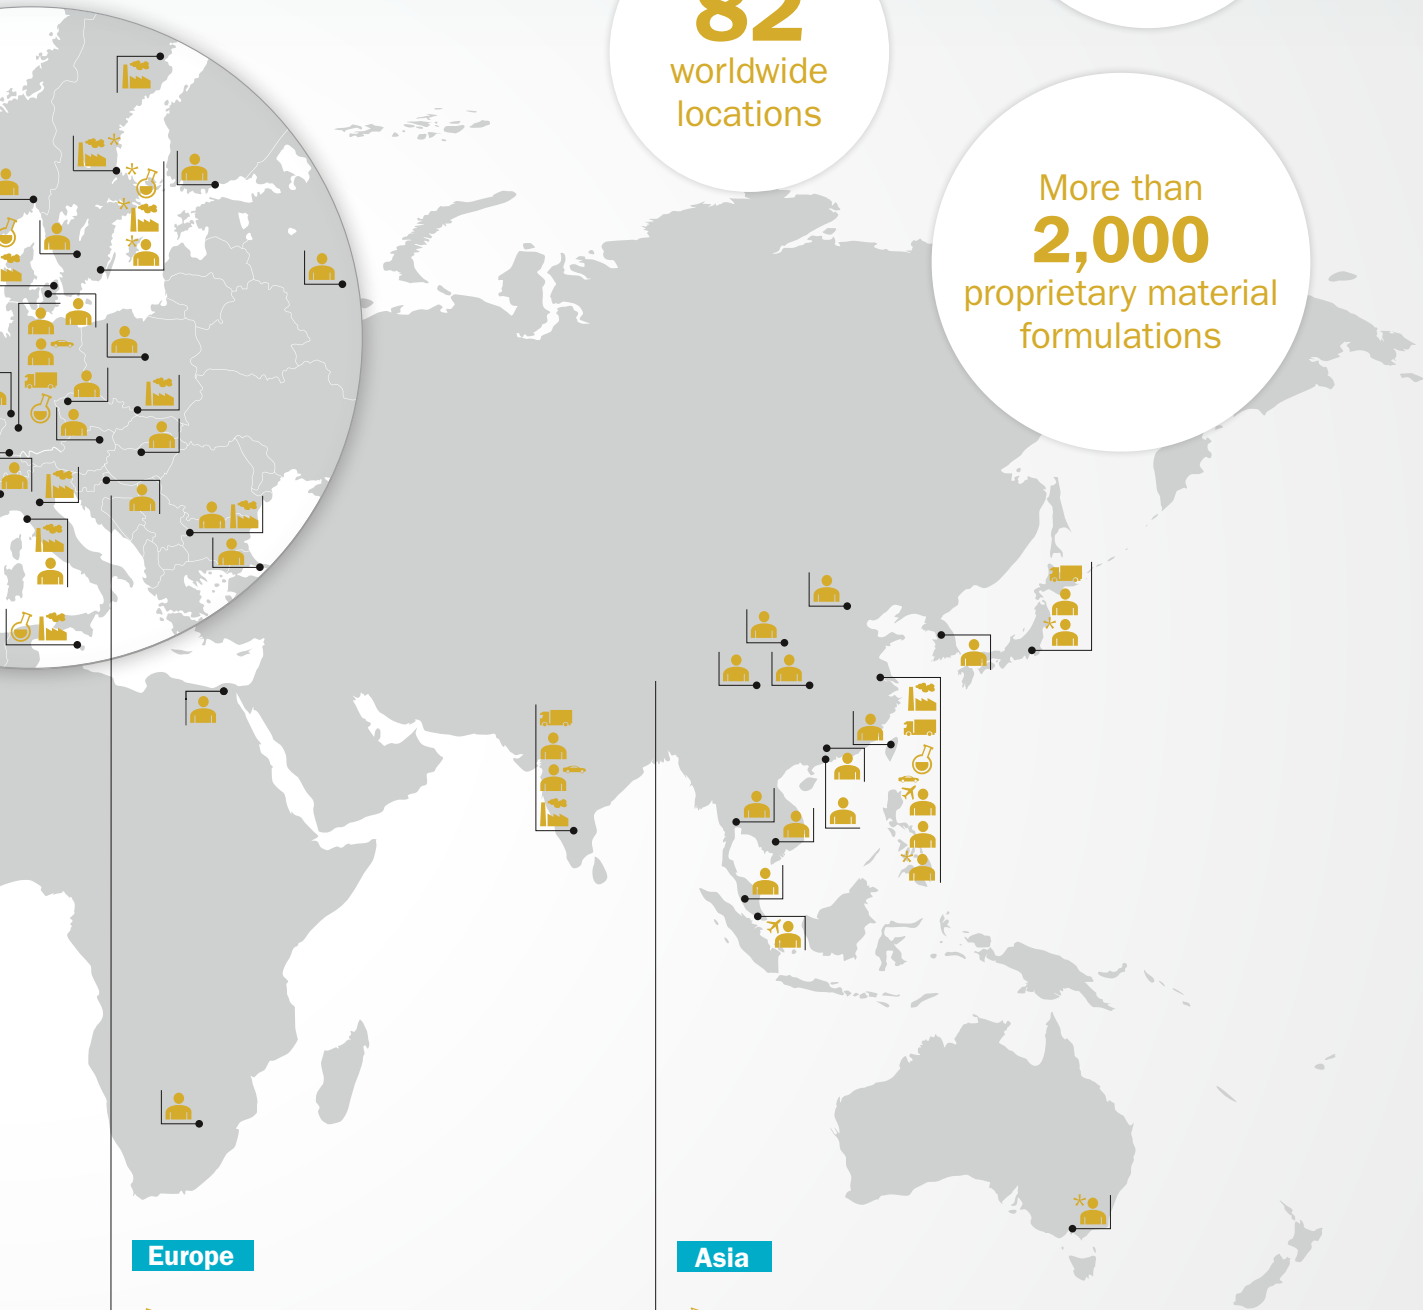 82
worldwide
locations
More than
2,000
proprietary material
formulations
Europe
Asia